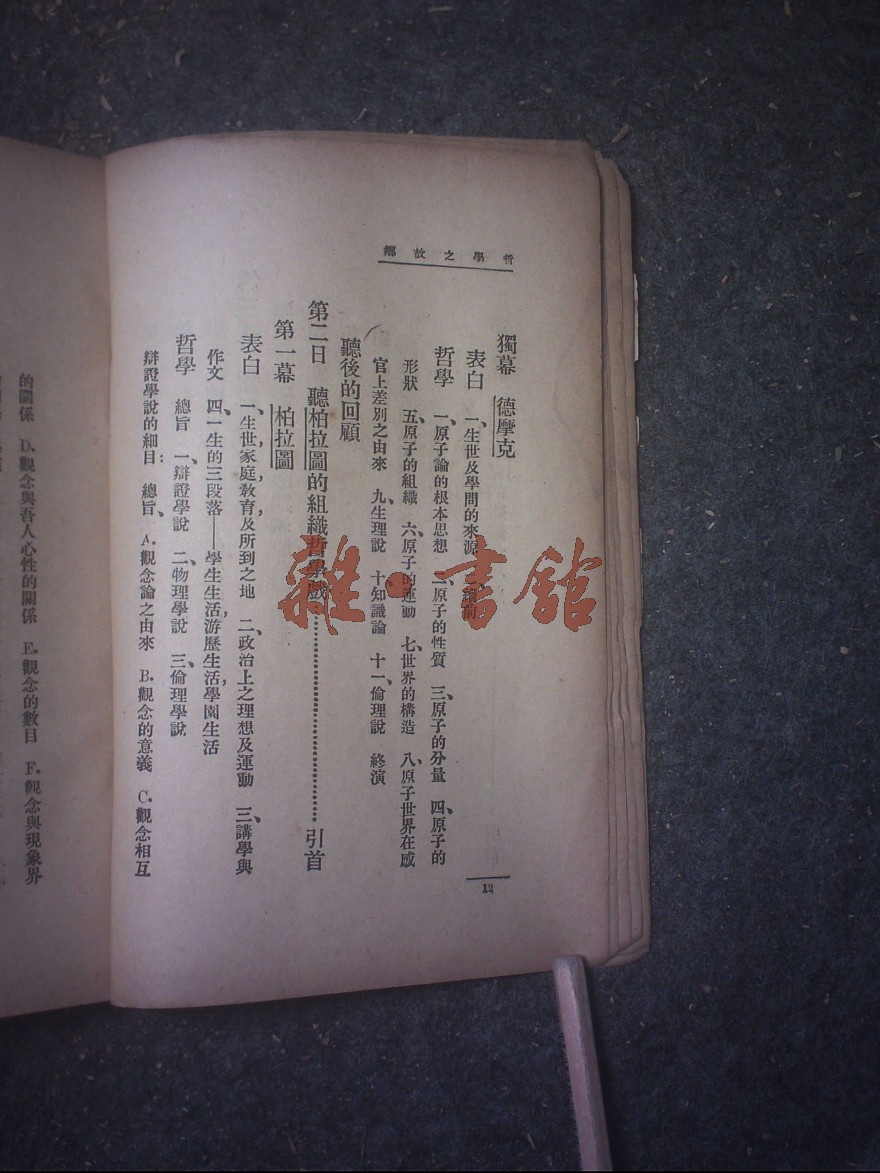 哲學之故鄉
獨幕 德摩克
表白 一、生世及學問的來源 二、
哲學 一、原子論的根本思想 二、原子的性質 三、原子的分量 四、原子的
形狀 五、原子的組織 六、原子的運動 七、世界的構造 八、原子世界在感
官上差別之由來 九、生理說 十、知識論 十一、倫理說 終演
聽後的回顧
第二日 聽柏拉圖的組織哲學戲……引首
第一幕 柏拉圖
表白 一、生世,家庭,教育及所到之地 二、政治上之理想及運動 三、講學與
作文 四、一生的三段落——學生生活,游歷生活,學園生活
哲學 總旨 一、辯證學說 二、物理學說 三、倫理學說
辯證學說的細目: 總旨、 A.觀念論之由來 B.觀念的意義 C.觀念相互
12
的關係 D.觀念與吾人心性的關係 E.觀念的數目 F.觀念與現象界
雜·書館